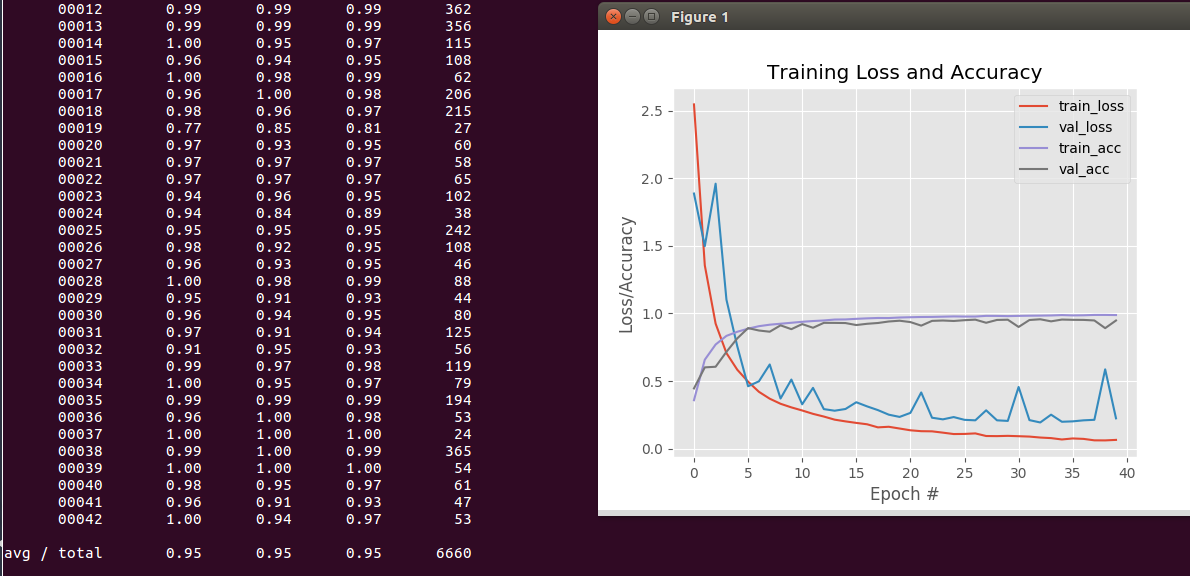 00012 0.99 0.99 0.99 362
00013 0.99 0.99 0.99 356
00014 1.00 0.95 0.97 115
00015 0.96 0.94 0.95 108
00016 1.00 0.98 0.99 62
00017 0.96 1.00 0.98 206
00018 0.98 0.96 0.97 215
00019 0.77 0.85 0.81 27
00020 0.97 0.93 0.95 60
00021 0.97 0.97 0.97 58
00022 0.97 0.97 0.97 65
00023 0.94 0.96 0.95 102
00024 0.94 0.84 0.89 38
00025 0.95 0.95 0.95 242
00026 0.98 0.92 0.95 108
00027 0.96 0.93 0.95 46
00028 1.00 0.98 0.99 88
00029 0.95 0.91 0.93 44
00030 0.96 0.94 0.95 80
00031 0.97 0.91 0.94 125
00032 0.91 0.95 0.93 56
00033 0.99 0.97 0.98 119
00034 1.00 0.95 0.97 79
00035 0.99 0.99 0.99 194
00036 0.96 1.00 0.98 53
00037 1.00 1.00 1.00 24
00038 0.99 1.00 0.99 365
00039 1.00 1.00 1.00 54
00040 0.98 0.95 0.97 61
00041 0.96 0.91 0.93 47
00042 1.00 0.94 0.97 53
avg / total 0.95 0.95 0.95 6660
Figure 1
Training Loss and Accuracy
train_loss
val_loss
train_acc
val_acc
Loss/Accuracy
2.5
2.0
1.5
1.0
0.5
0.0
0 5 10 15 20 25 30 35 40
Epoch #